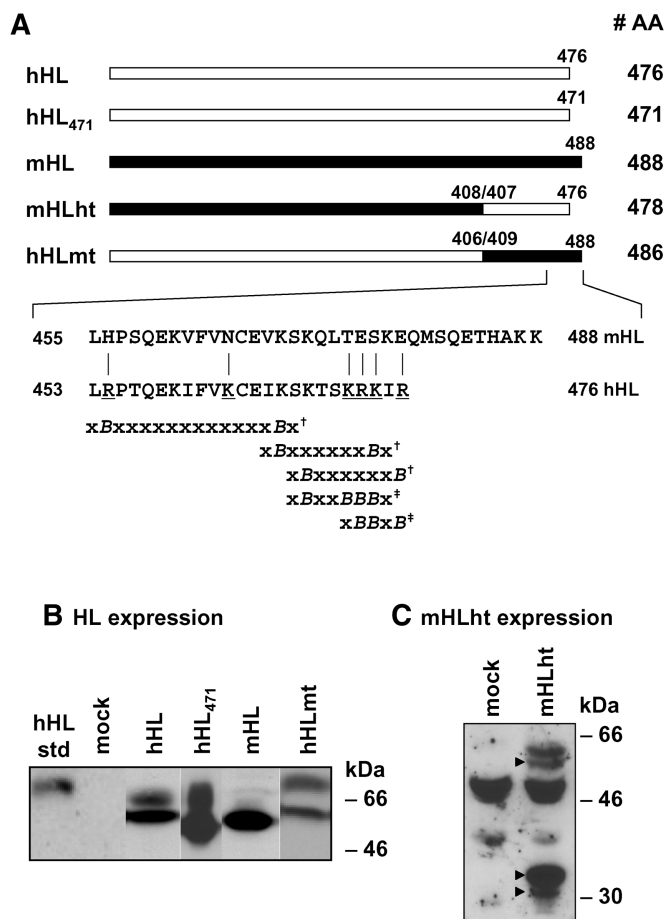 A
# AA
hHL 476 476
hHL471 471 471
mHL 488 488
mHLht 408/407 476 478
hHLmt 406/409 488 486
455 LHPSQEKVFVNCEVKSKQLTESKEQMSQETHAKK 488 mHL
453 LRPTQEKIFVKCEIKSKTSKRKIR 476 hHL
xBxxxxxxxxxxxxBx†
xBxxxxxxBx†
xBxxxxxxB†
xBxxBBBx‡
xBBxB‡
B HL expression
hHL std
mock
hHL
hHL471
mHL
hHLmt
kDa
– 66
– 46
C mHLht expression
mock
mHLht
kDa
– 66
– 46
– 30